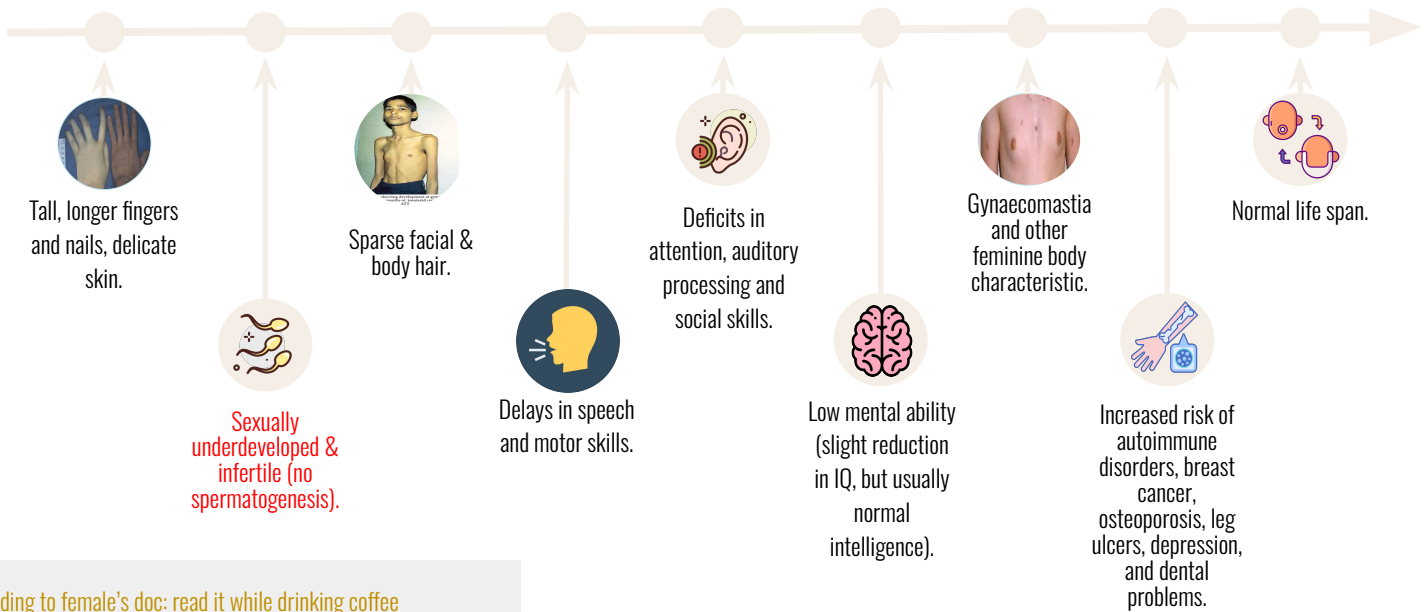 Tall, longer fingers
and nails, delicate
skin.
Sexually
underdeveloped &
infertile (no
spermatogenesis).
Sparse facial &
body hair.
Delays in speech
and motor skills.
Deficits in
attention, auditory
processing and
social skills.
Low mental ability
(slight reduction
in IQ, but usually
normal
intelligence).
Gynaecomastia
and other
feminine body
characteristic.
Increased risk of
autoimmune
disorders, breast
cancer,
osteoporosis, leg
ulcers, depression,
and dental
problems.
Normal life span.
ding to female's doc: read it while drinking coffee